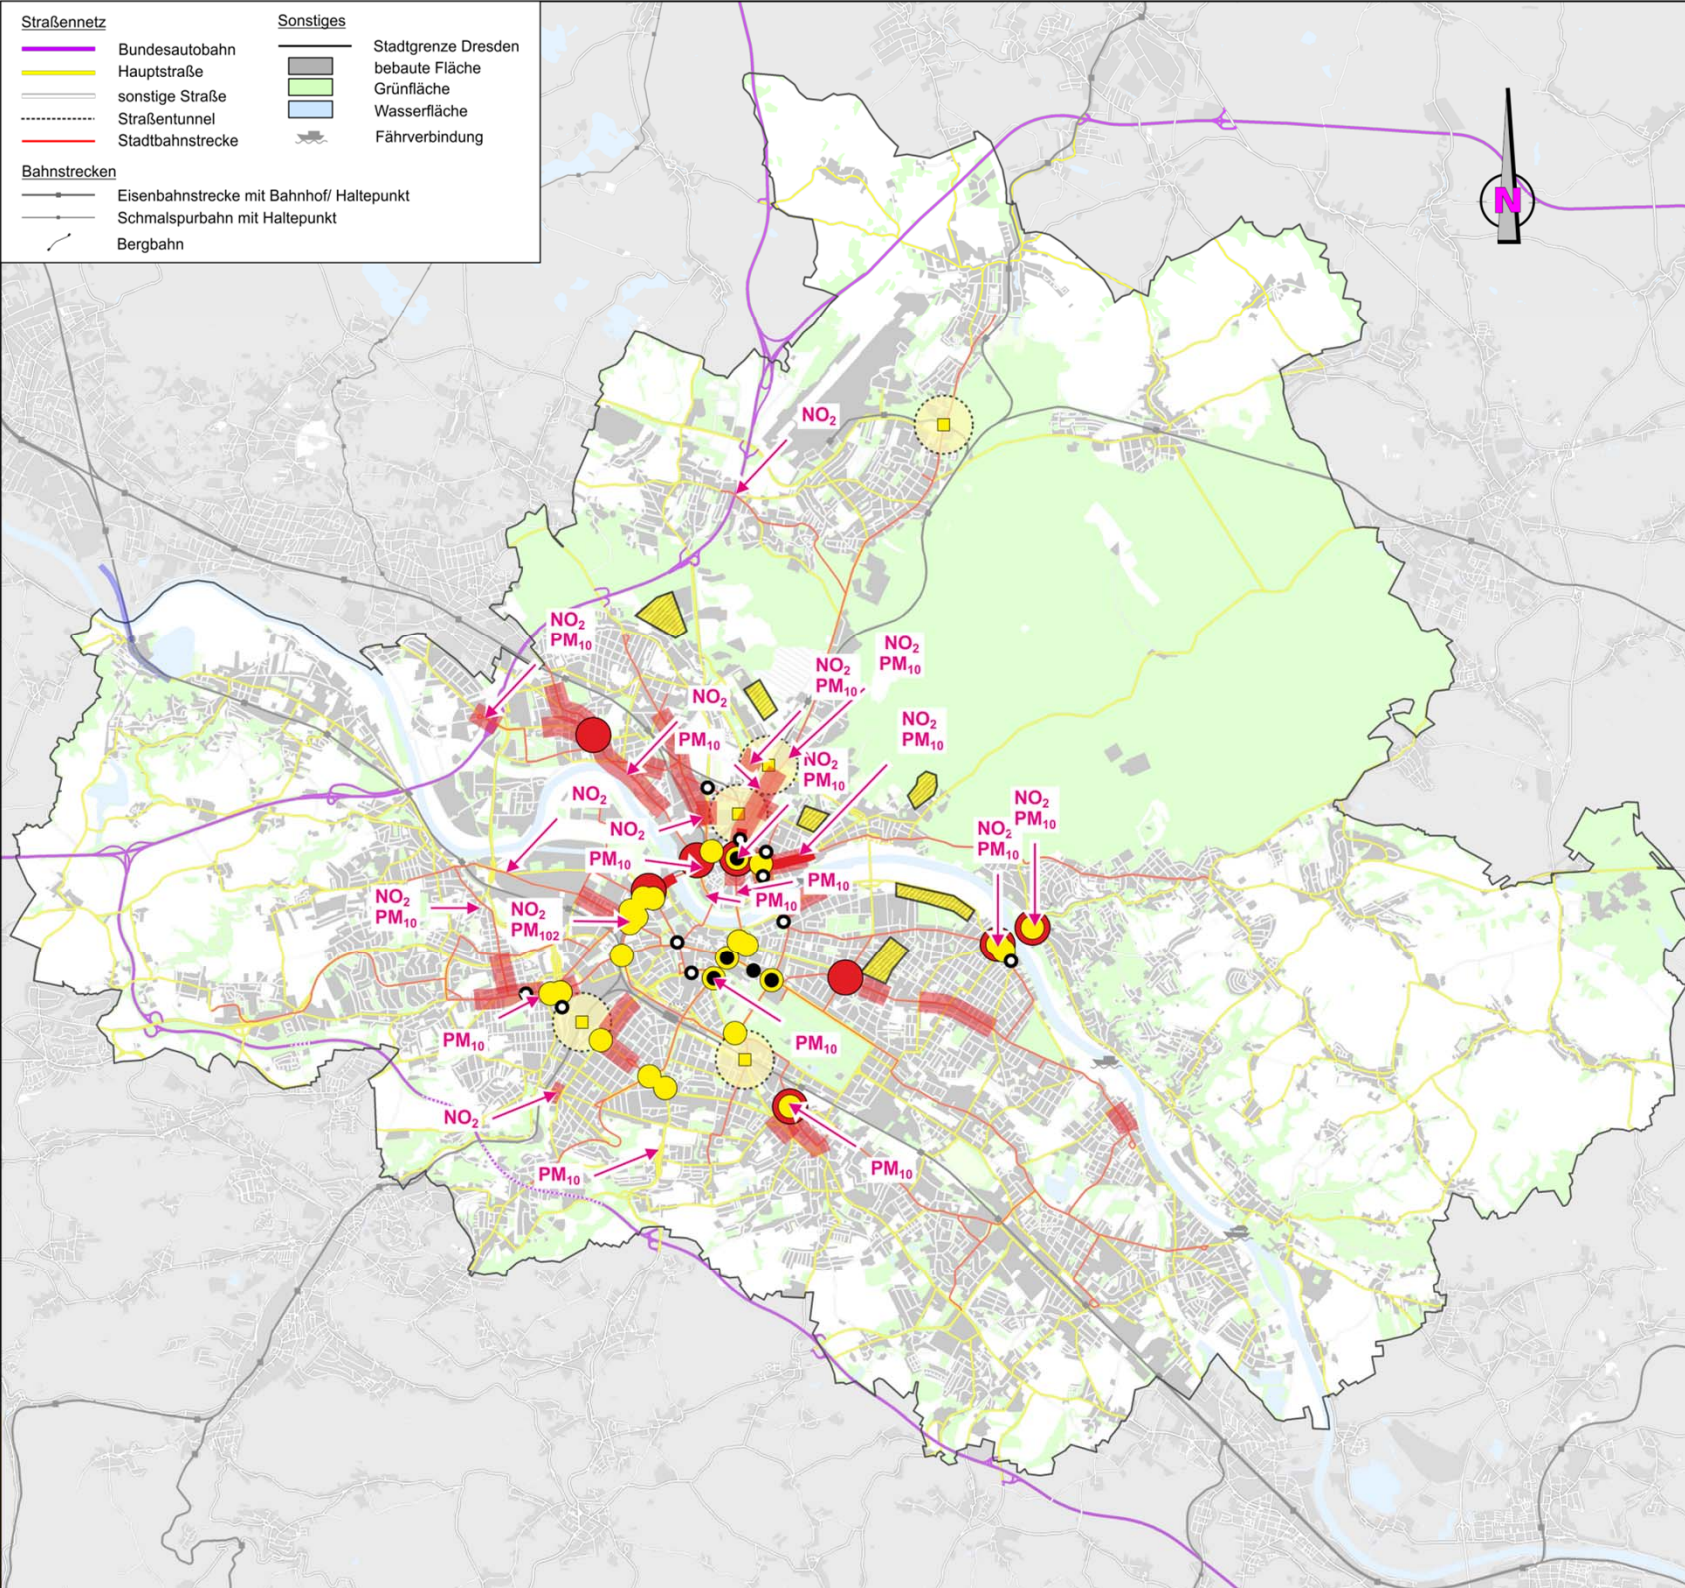 Straßennetz
Bundesautobahn
Hauptstraße
sonstige Straße
Straßentunnel
Stadtbahnstrecke
Bahnstrecken
Eisenbahnstrecke mit Bahnhof/ Haltepunkt
Schmalspurbahn mit Haltepunkt
Bergbahn
Sonstiges
Stadtgrenze Dresden
bebaute Fläche
Grünfläche
Wasserfläche
Fährverbindung
N
NO₂
NO₂
PM₁₀
NO₂
PM₁₀
NO₂
PM₁₀
NO₂
PM₁₀
NO₂
PM₁₀
NO₂
PM₁₀
NO₂
NO₂
PM₁₀
NO₂
PM₁₀
NO₂
PM₁₀
PM₁₀
PM₁₀
NO₂
PM₁₀
NO₂
PM₁₀₂
PM₁₀
PM₁₀
NO₂
PM₁₀
PM₁₀